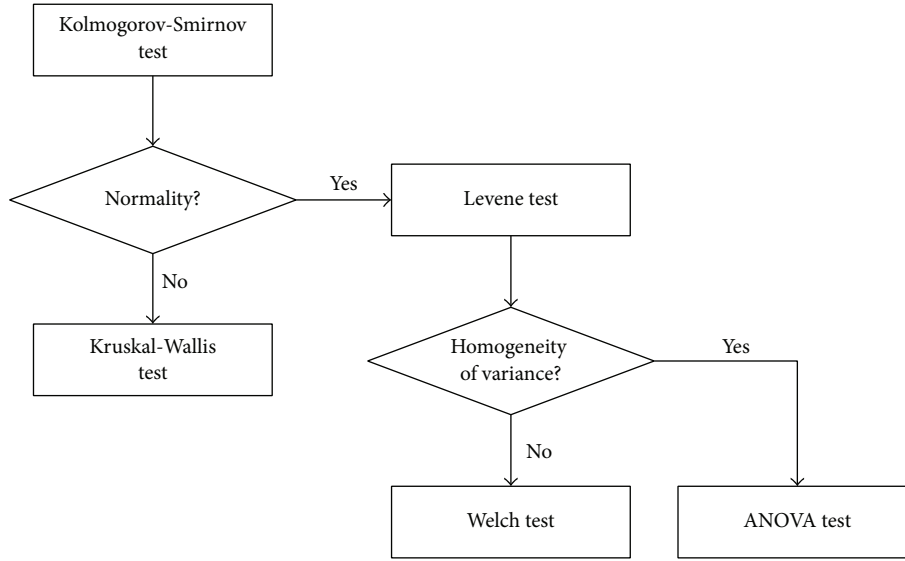 Kolmogorov-Smirnov
test
Normality?
Yes
Levene test
No
Kruskal-Wallis
test
Homogeneity
of variance?
Yes
No
Welch test
ANOVA test